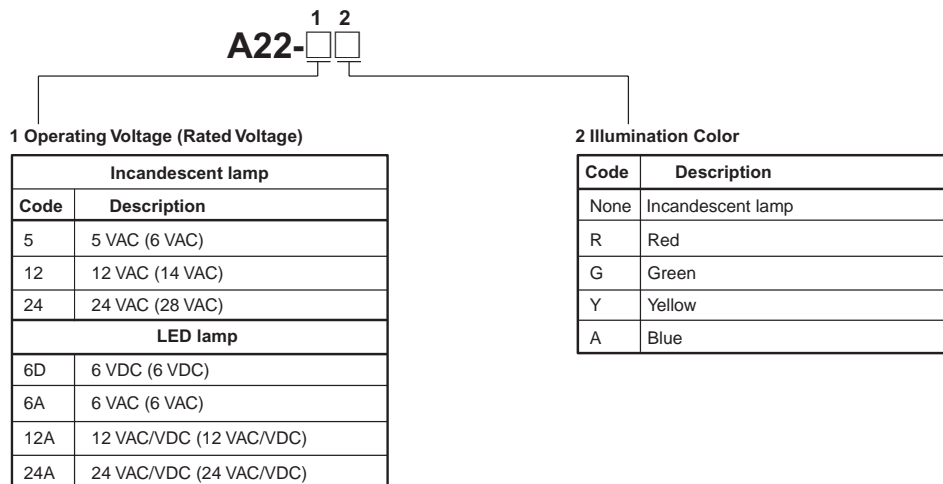 1 2
A22-□□
1 Operating Voltage (Rated Voltage)
Incandescent lamp
Code Description
5 5 VAC (6 VAC)
12 12 VAC (14 VAC)
24 24 VAC (28 VAC)
LED lamp
6D 6 VDC (6 VDC)
6A 6 VAC (6 VAC)
12A 12 VAC/VDC (12 VAC/VDC)
24A 24 VAC/VDC (24 VAC/VDC)
2 Illumination Color
Code Description
None Incandescent lamp
R Red
G Green
Y Yellow
A Blue